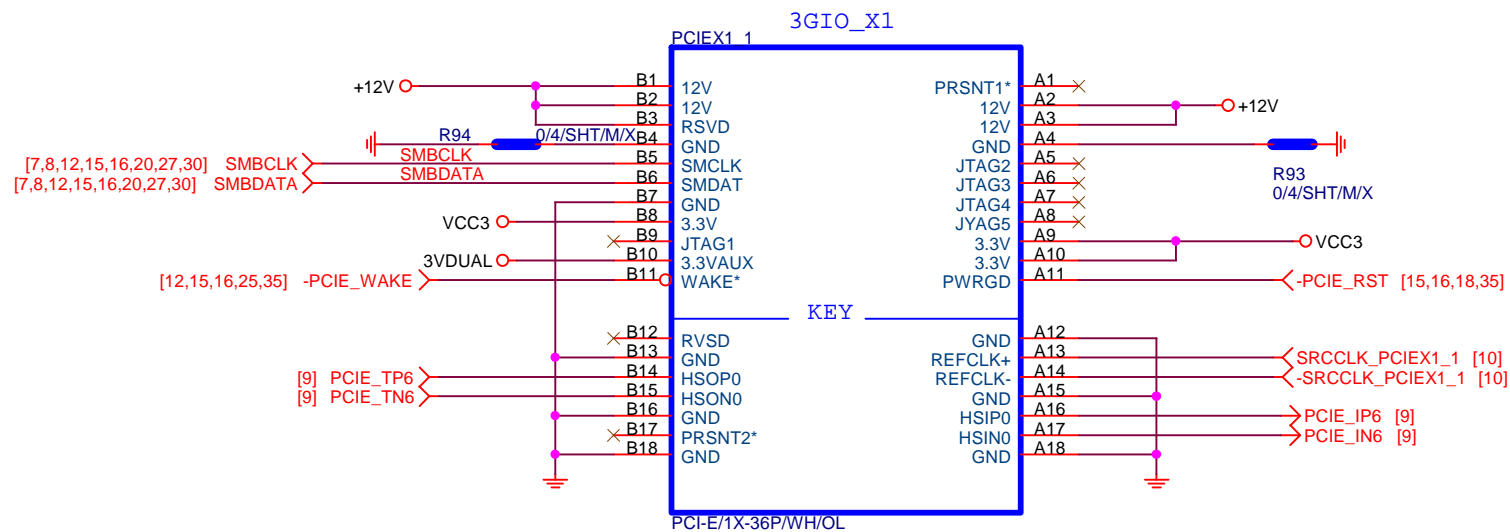 3GIO_X1
PCIEX1_1
+12V B1 12V PRSNT1* A1
B2 12V 12V A2 +12V
B3 RSVD 12V A3
R94 0/4/SHT/M/X B4 GND GND A4
[7,8,12,15,16,20,27,30] SMBCLK SMBCLK B5 SMCLK JTAG2 A5
[7,8,12,15,16,20,27,30] SMBDATA SMBDATA B6 SMDAT JTAG3 A6
R93
0/4/SHT/M/X
B7 GND JTAG4 A7
VCC3 B8 3.3V JYAG5 A8
B9 JTAG1 3.3V A9 VCC3
3VDUAL B10 3.3VAUX 3.3V A10
[12,15,16,25,35] -PCIE_WAKE B11 WAKE* PWRGD A11 -PCIE_RST [15,16,18,35]
KEY
B12 RVSD GND A12
B13 GND REFCLK+ A13 SRCCLK_PCIEX1_1 [10]
[9] PCIE_TP6 B14 HSOP0 REFCLK- A14 -SRCCLK_PCIEX1_1 [10]
[9] PCIE_TN6 B15 HSON0 GND A15
B16 GND HSIP0 A16 PCIE_IP6 [9]
B17 PRSNT2* HSIN0 A17 PCIE_IN6 [9]
B18 GND GND A18
PCI-E/1X-36P/WH/OL